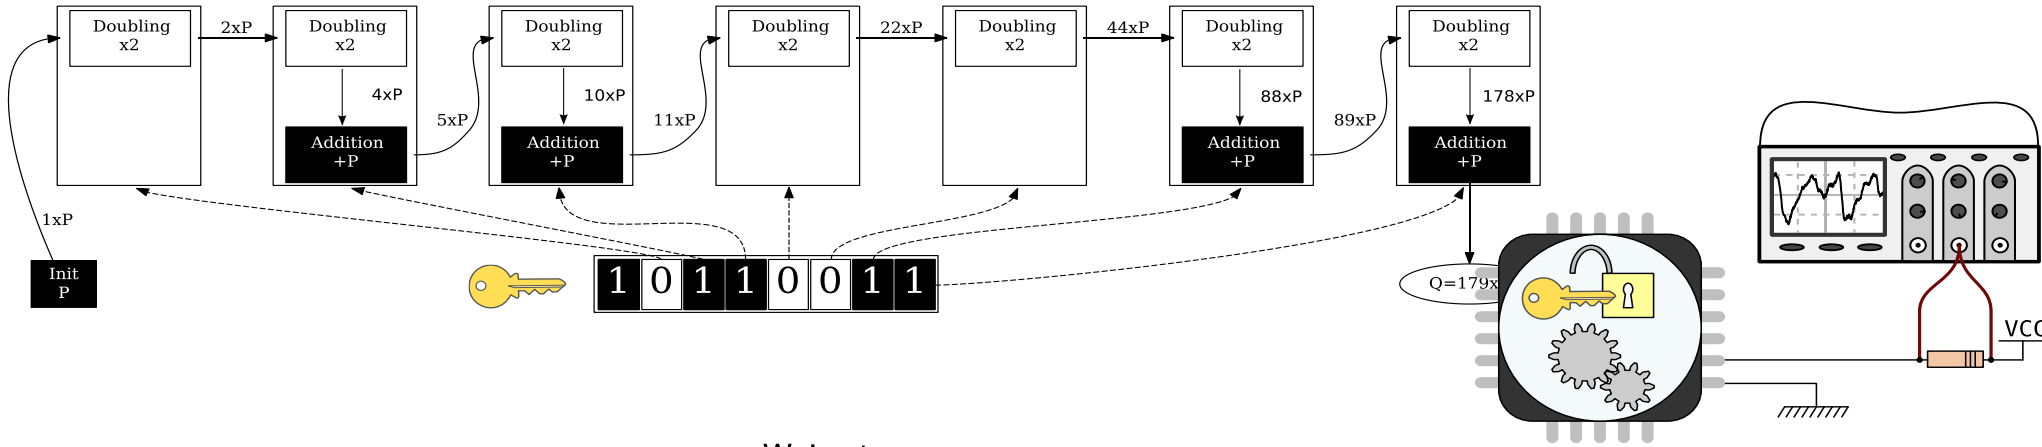 Doubling
x2
2xP
Doubling
x2
4xP
Addition
+P
5xP
Doubling
x2
10xP
Addition
+P
11xP
Doubling
x2
22xP
Doubling
x2
44xP
Doubling
x2
88xP
Addition
+P
89xP
Doubling
x2
178xP
Addition
+P
1xP
Init
P
1 0 1 1 0 0 1 1
Q=179x
VCC